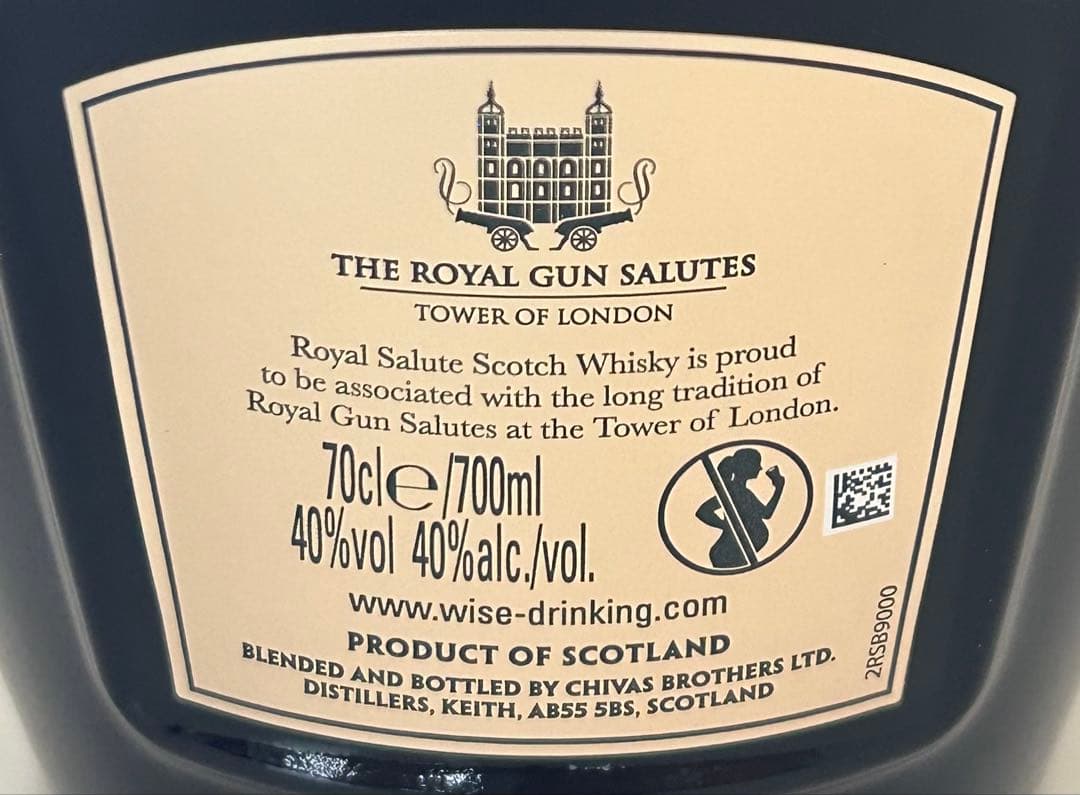 THE ROYAL GUN SALUTES
TOWER OF LONDON
Royal Salute Scotch Whisky is proud
to be associated with the long tradition of
Royal Gun Salutes at the Tower of London.
70cl℮/700ml
40%vol 40%alc./vol.
www.wise-drinking.com
PRODUCT OF SCOTLAND
BLENDED AND BOTTLED BY CHIVAS BROTHERS LTD.
DISTILLERS, KEITH, AB55 5BS, SCOTLAND
2RSB9000